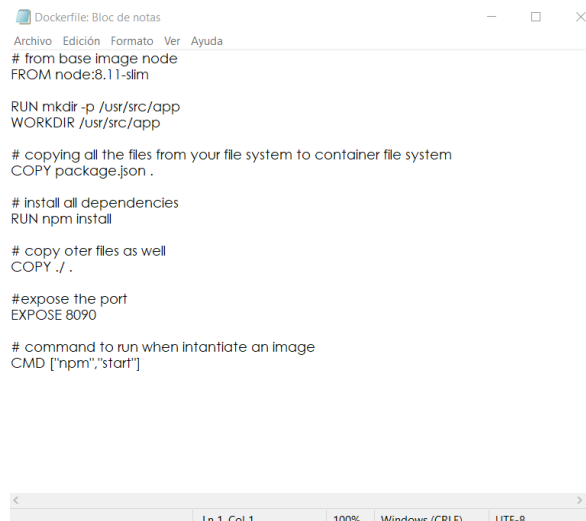 Dockerfile: Bloc de notas
Archivo Edición Formato Ver Ayuda
# from base image node
FROM node:8.11-slim
RUN mkdir -p /usr/src/app
WORKDIR /usr/src/app
# copying all the files from your file system to container file system
COPY package.json .
# install all dependencies
RUN npm install
# copy oter files as well
COPY ./ .
#expose the port
EXPOSE 8090
# command to run when intantiate an image
CMD ["npm","start"]
Ln 1, Col 1 100% Windows (CRLF) UTF-8